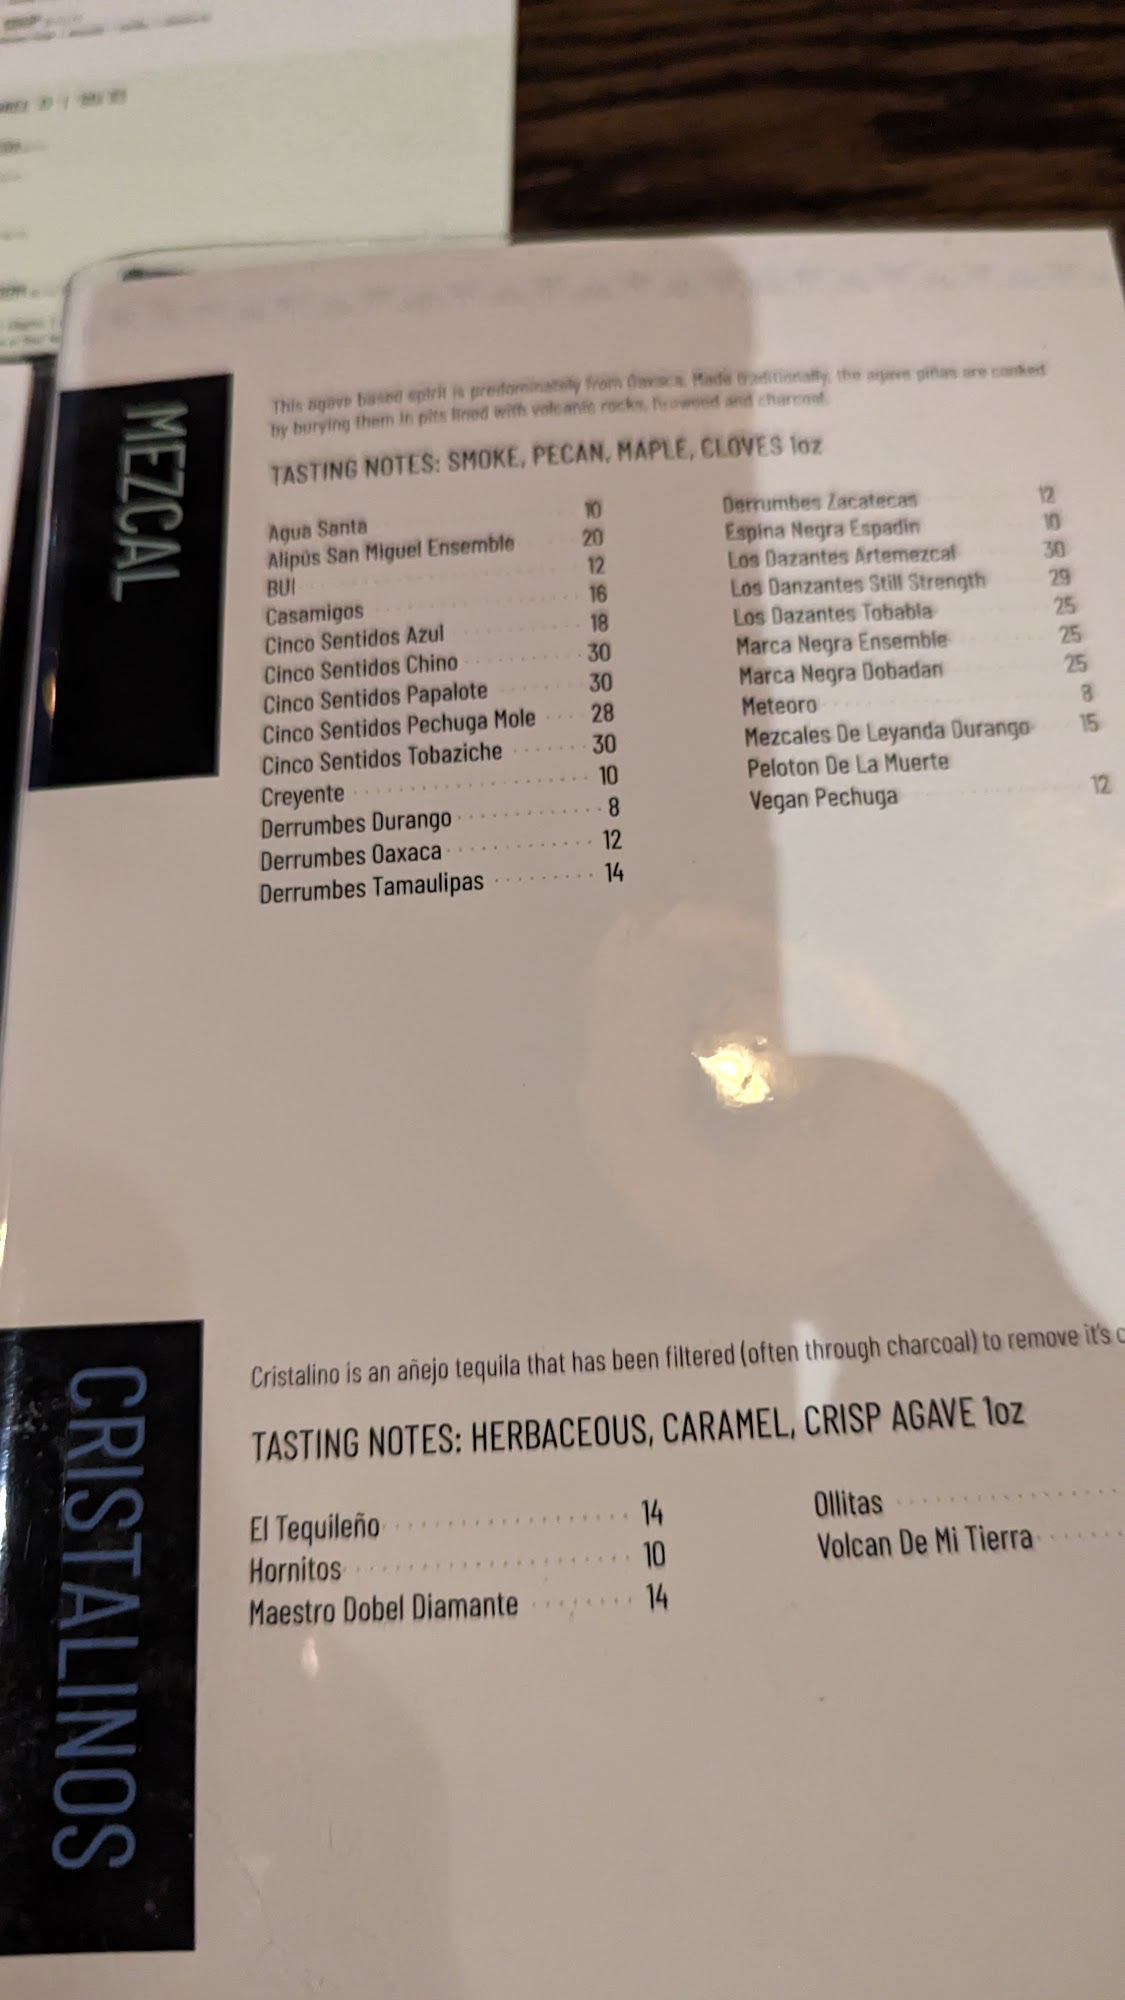 MEZCAL
This agave based spirit is predominately from Oaxaca. Made traditionally, the agave piñas are cooked
by burying them in pits lined with volcanic rocks, firewood and charcoal.
TASTING NOTES: SMOKE, PECAN, MAPLE, CLOVES 1oz
Agua Santa 10
Alipús San Miguel Ensemble 20
BUI 12
Casamigos 16
Cinco Sentidos Azul 18
Cinco Sentidos Chino 30
Cinco Sentidos Papalote 30
Cinco Sentidos Pechuga Mole 28
Cinco Sentidos Tobaziche 30
Creyente 10
Derrumbes Durango 8
Derrumbes Oaxaca 12
Derrumbes Tamaulipas 14
Derrumbes Zacatecas 12
Espina Negra Espadin 10
Los Dazantes Artemezcal 30
Los Danzantes Still Strength 29
Los Dazantes Tobabla 25
Marca Negra Ensemble 25
Marca Negra Dobadan 25
Meteoro 8
Mezcales De Leyanda Durango 15
Peloton De La Muerte
Vegan Pechuga 12
CRISTALINOS
Cristalino is an añejo tequila that has been filtered (often through charcoal) to remove it's
TASTING NOTES: HERBACEOUS, CARAMEL, CRISP AGAVE 1oz
El Tequileño 14
Hornitos 10
Maestro Dobel Diamante 14
Ollitas
Volcan De Mi Tierra